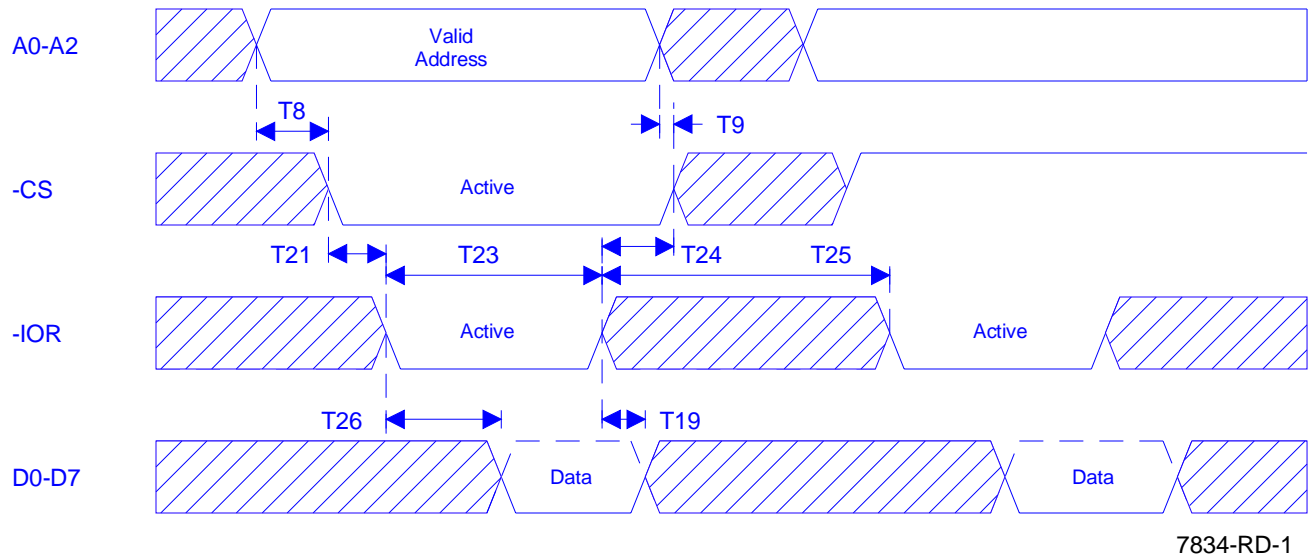 A0-A2
Valid
Address
T8
T9
-CS
Active
T21
T23
T24
T25
-IOR
Active
Active
T26
T19
D0-D7
Data
Data
7834-RD-1